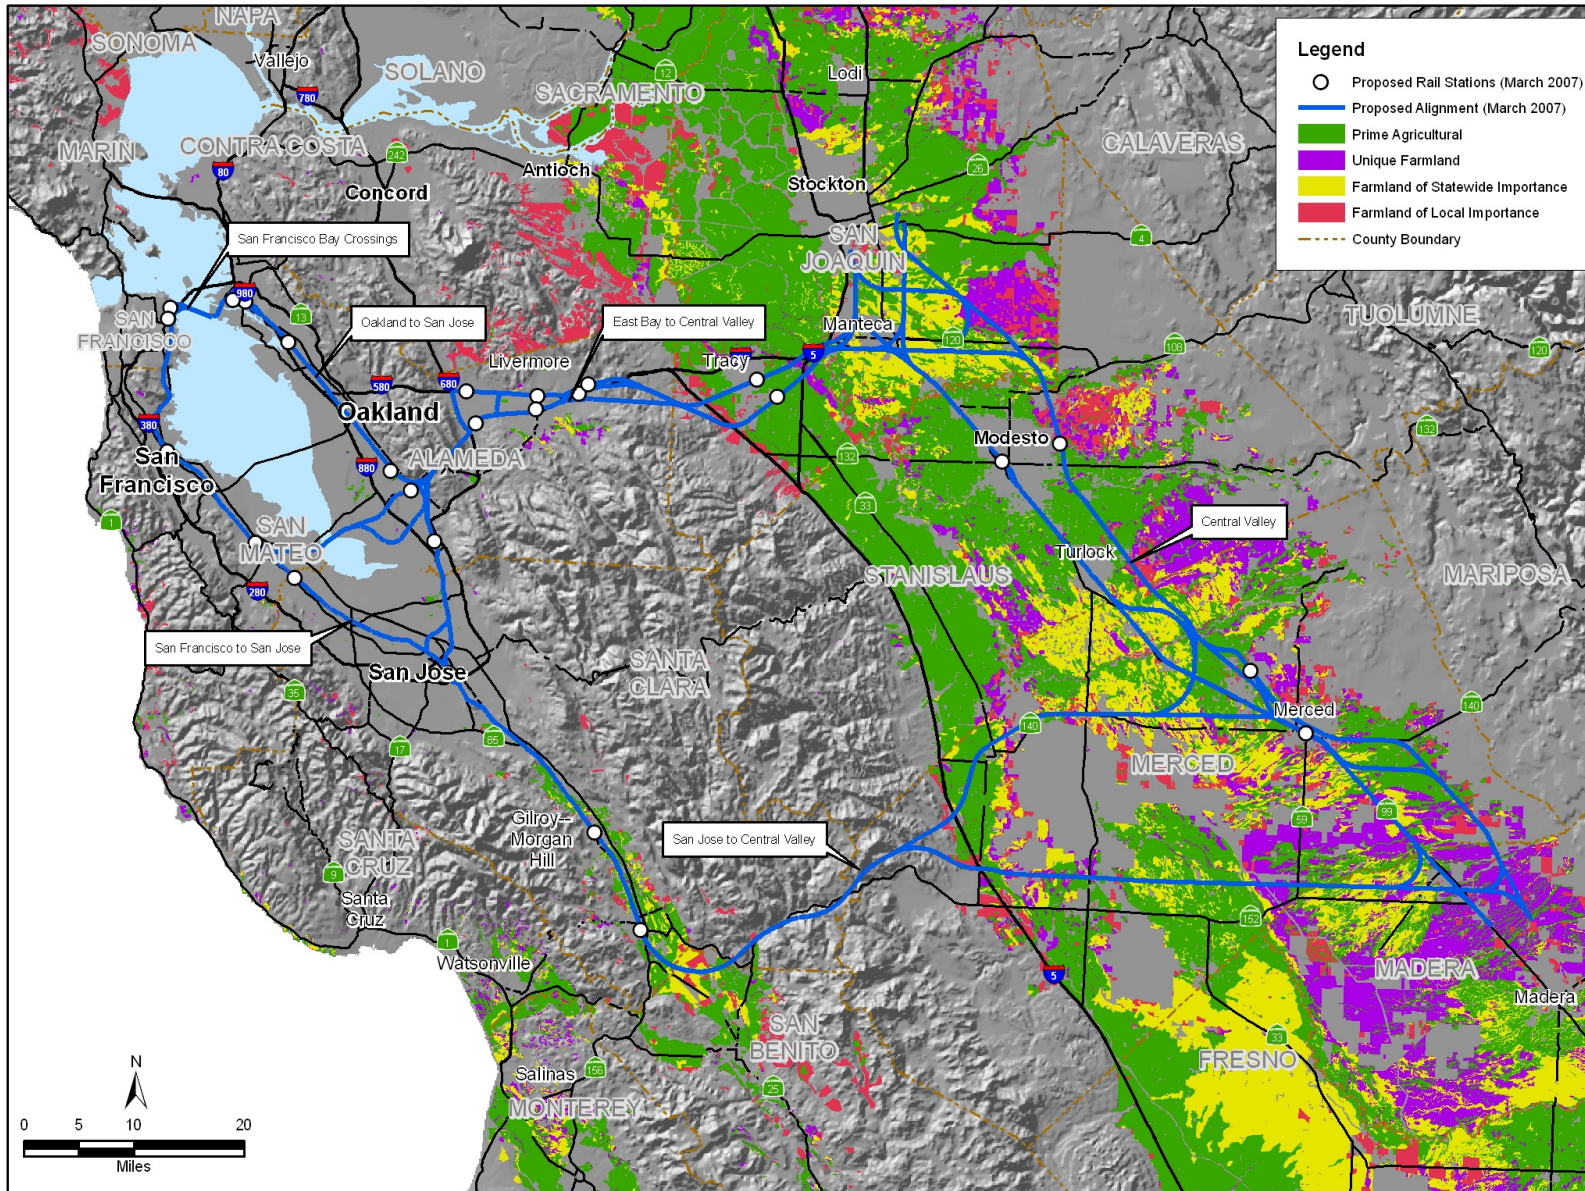 NAPA
SONOMA
Vallejo
SOLANO
12
780
SACRAMENTO
Lodi
MARIN
CONTRA COSTA
242
80
Concord
Antioch
Stockton
26
CALAVERAS
4
Legend
Proposed Rail Stations (March 2007)
Proposed Alignment (March 2007)
Prime Agricultural
Unique Farmland
Farmland of Statewide Importance
Farmland of Local Importance
County Boundary
San Francisco Bay Crossings
SAN
JOAQUIN
980
13
SAN
FRANCISCO
Oakland to San Jose
East Bay to Central Valley
Manteca
120
TUOLUMNE
108
120
Livermore
Tracy
5
680
580
Oakland
380
San
Francisco
880
ALAMEDA
132
Modesto
132
33
1
SAN
MATEO
Central Valley
Turlock
STANISLAUS
MARIPOSA
280
San Francisco to San Jose
San Jose
SANTA
CLARA
35
17
85
140
Merced
140
MERCED
59
99
Gilroy--
Morgan
Hill
San Jose to Central Valley
SANTA
CRUZ
9
Santa
Cruz
1
Watsonville
152
5
MADERA
Madera
SAN
BENITO
33
FRESNO
25
Salinas
156
MONTEREY
N
0 5 10 20
Miles